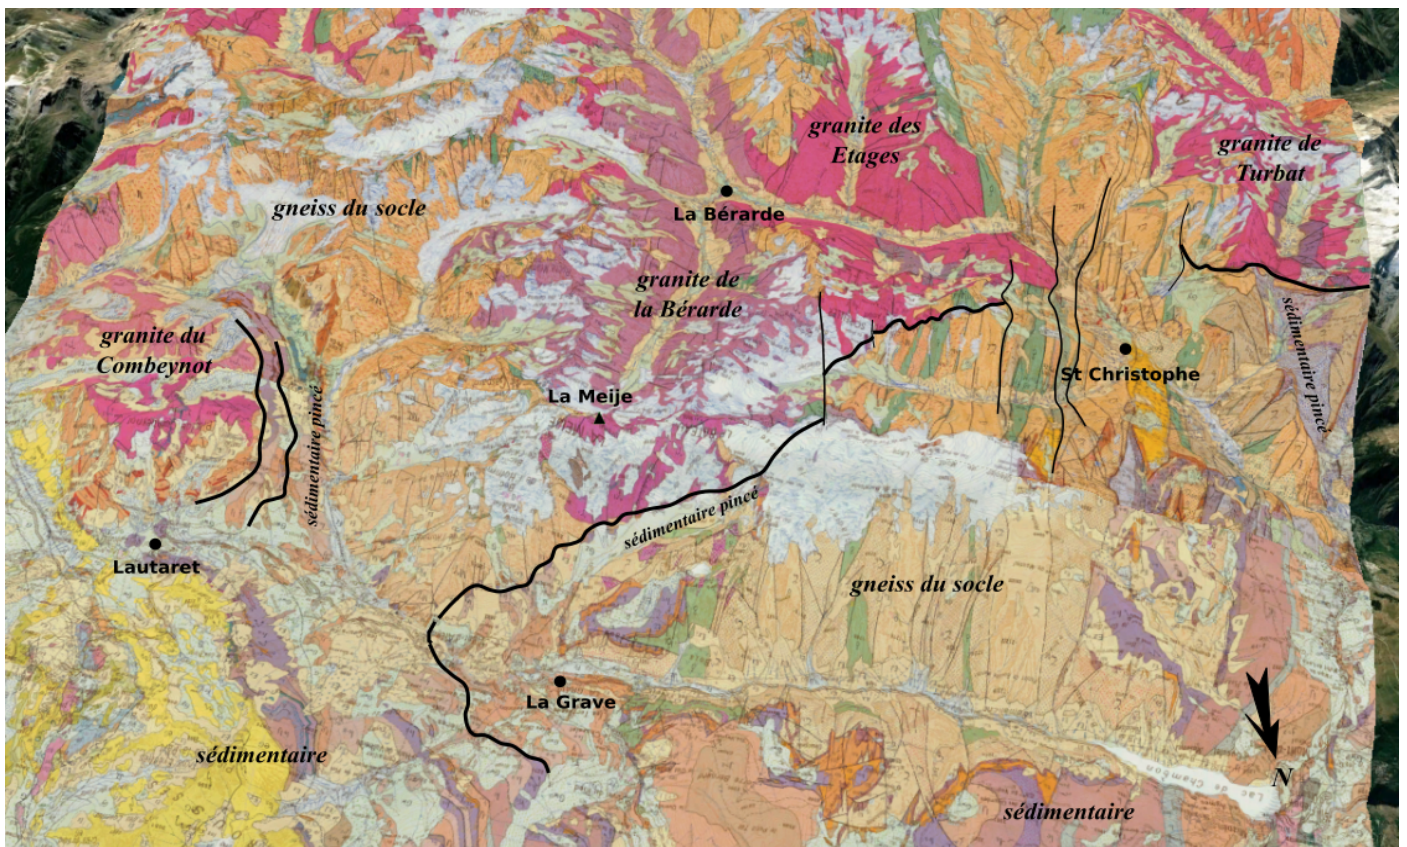 granite des
Etages
granite de
Turbat
La Bérarde
gneiss du socle
granite de
la Bérarde
sédimentaire pincé
granite du
Combeynot
St Christophe
La Meije
sédimentaire pincé
sédimentaire pincé
Lautaret
gneiss du socle
La Grave
sédimentaire
N
Lac de Chambon
sédimentaire